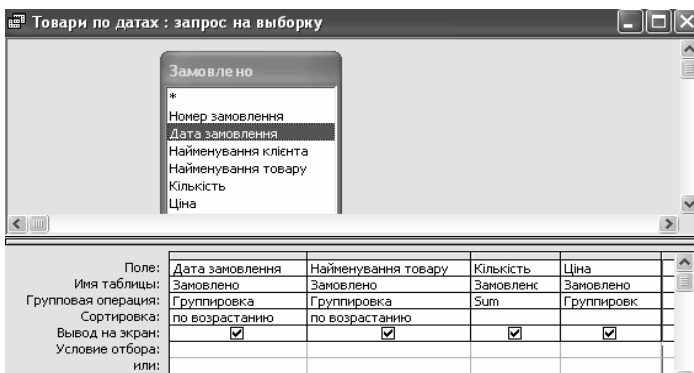 Товари по датах : запрос на выборку
Замовлено
*
Номер замовлення
Дата замовлення
Найменування клієнта
Найменування товару
Кількість
Ціна
Поле: Дата замовлення Найменування товару Кількість Ціна
Имя таблицы: Замовлено Замовлено Замовленс Замовлено
Групповая операция: Группировка Группировка Sum Группировк
Сортировка: по возрастанию по возрастанию
Вывод на экран:
Условие отбора:
или: